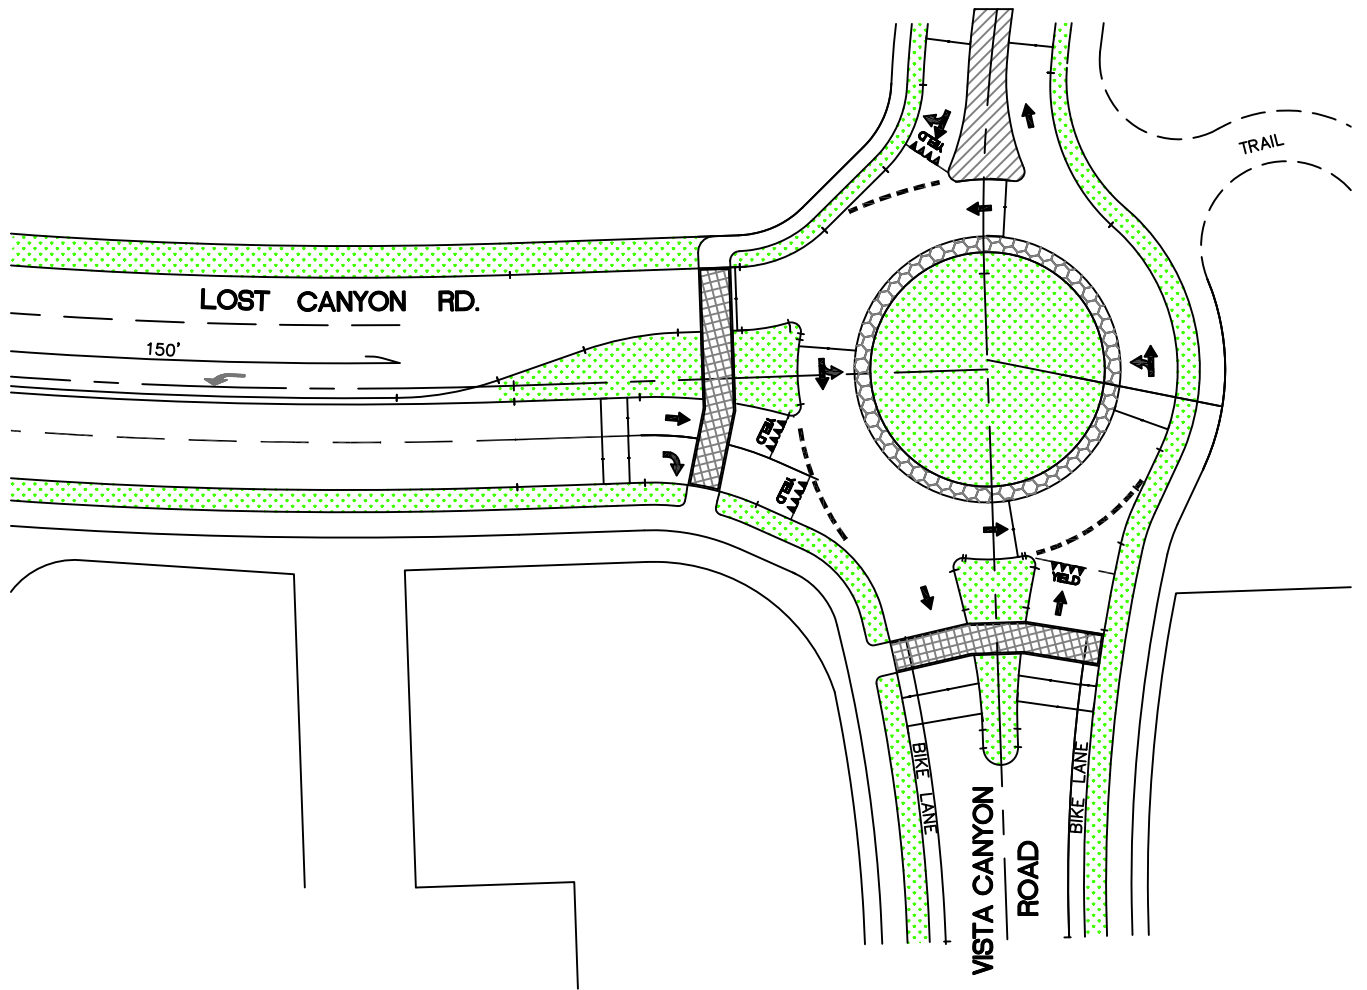 YIELD
TRAIL
LOST CANYON RD.
150'
YIELD
YIELD
YIELD
BIKE LANE
BIKE LANE
VISTA CANYON
ROAD